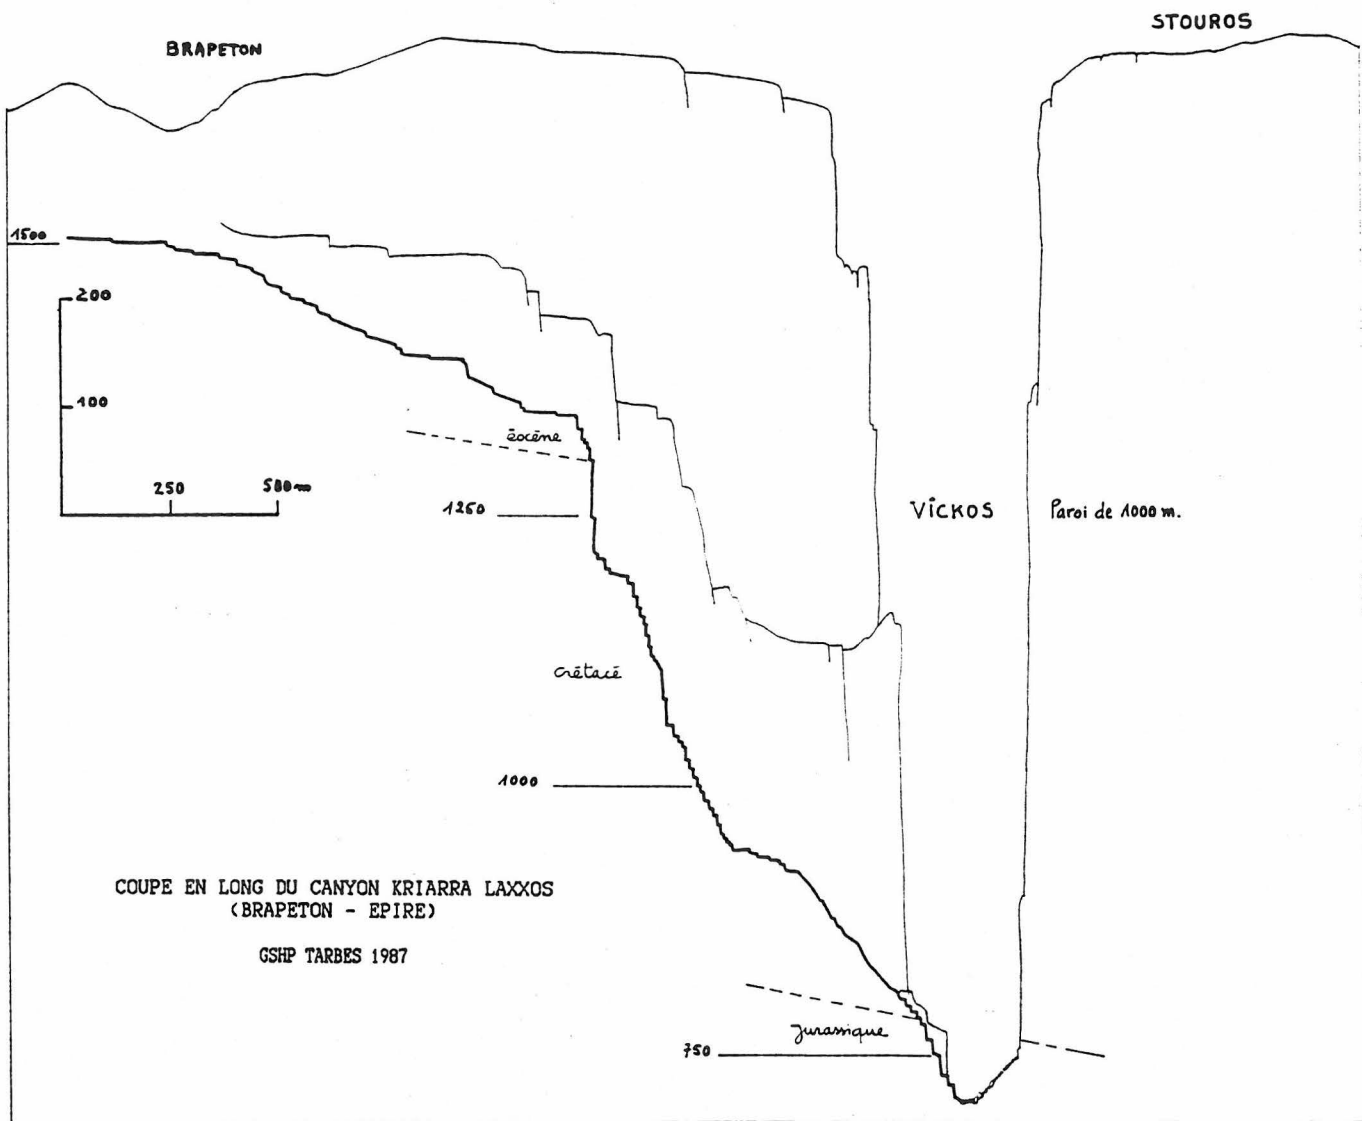 STOUROS
BRAPETON
1500
200
100
250 500m
éocène
1250
VICKOS
Paroi de 1000 m.
crétacé
1000
COUPE EN LONG DU CANYON KRIARRA LAXXOS
(BRAPETON - EPIRE)
GSHP TARBES 1987
Jurassique
750